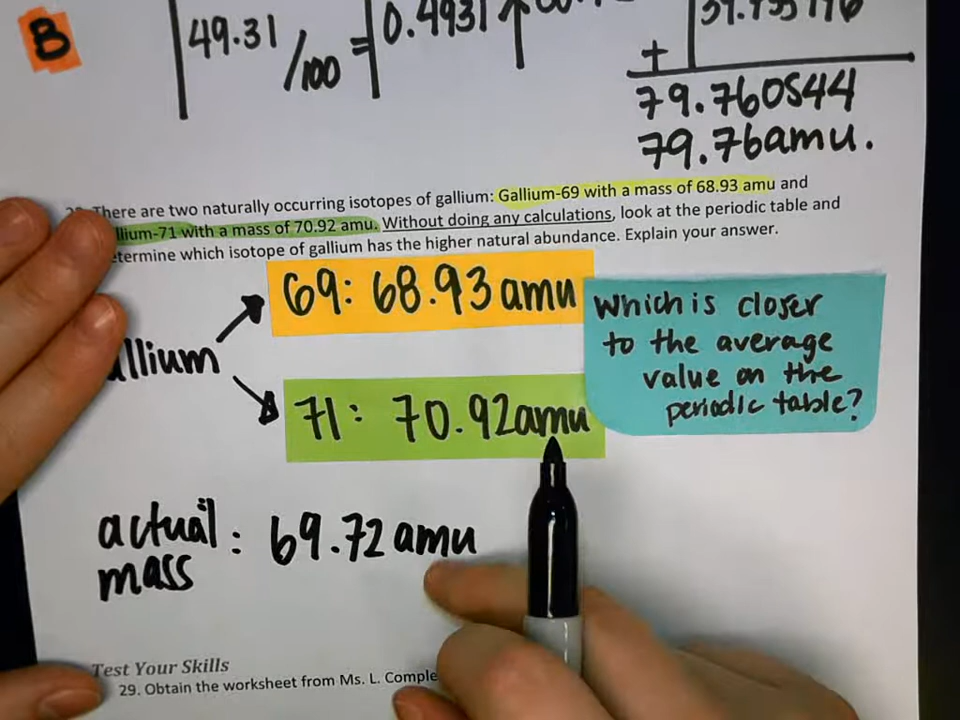 B
49.31
/100
=
0.4931
+
79.760544
79.76amu.
There are two naturally occurring isotopes of gallium: Gallium-69 with a mass of 68.93 amu and
llium-71 with a mass of 70.92 amu. Without doing any calculations, look at the periodic table and
etermine which isotope of gallium has the higher natural abundance. Explain your answer.
69: 68.93 amu
which is closer
to the average
value on the
periodic table?
allium
71: 70.92amu
actual
mass : 69.72 amu
Test Your Skills
29. Obtain the worksheet from Ms. L. Comple